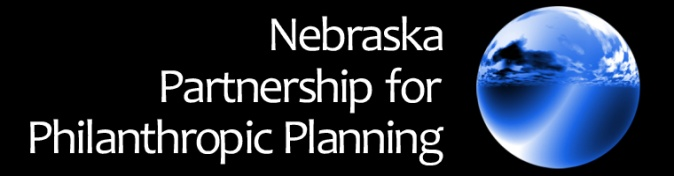 Nebraska
Partnership for
Philanthropic Planning